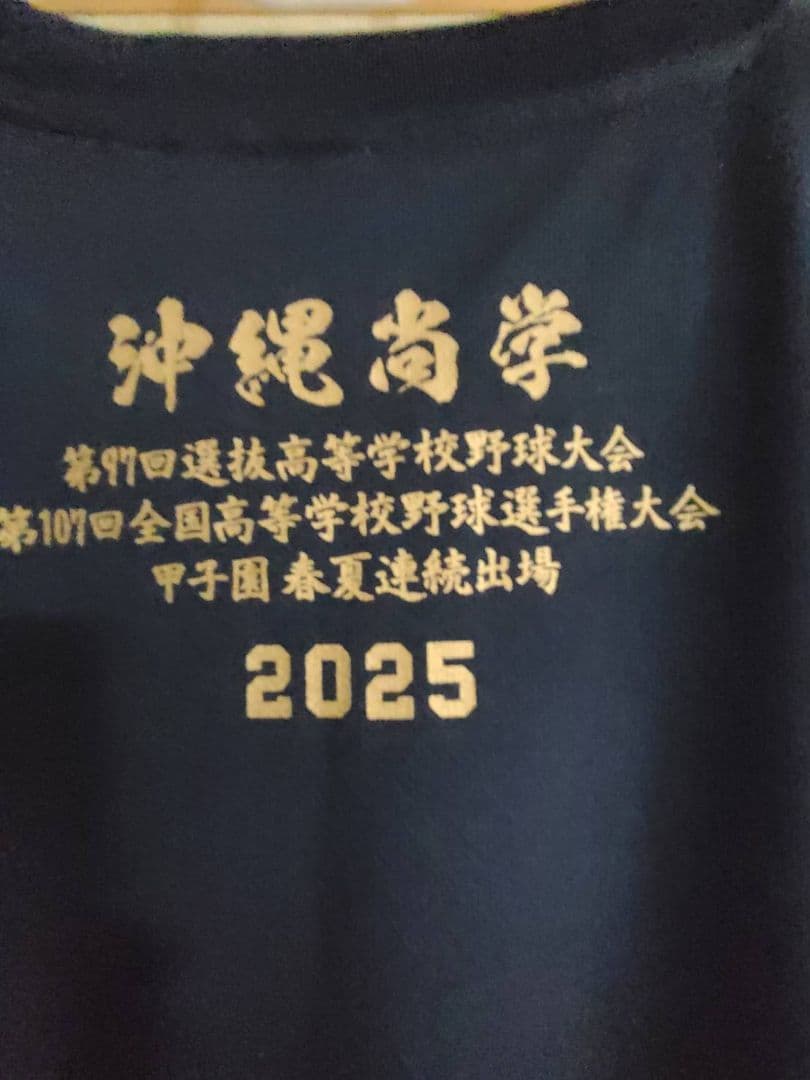 沖縄尚学
第97回選抜高等学校野球大会
第107回全国高等学校野球選手権大会
甲子園 春夏連続出場
2025